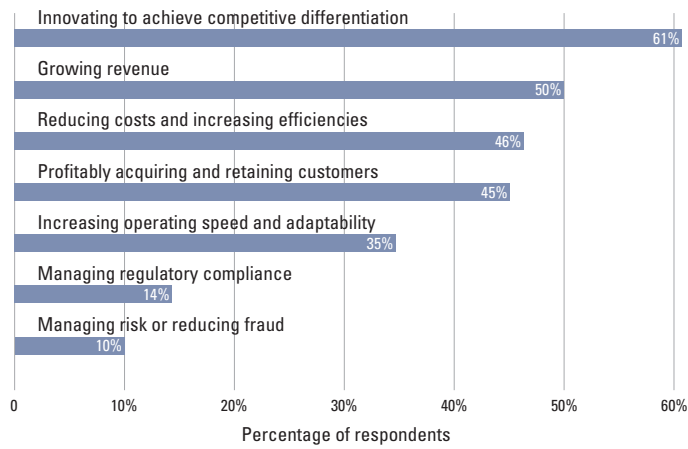 Innovating to achieve competitive differentiation
61%
Growing revenue
50%
Reducing costs and increasing efficiencies
46%
Profitably acquiring and retaining customers
45%
Increasing operating speed and adaptability
35%
Managing regulatory compliance
14%
Managing risk or reducing fraud
10%
0 10% 20% 30% 40% 50% 60%
Percentage of respondents